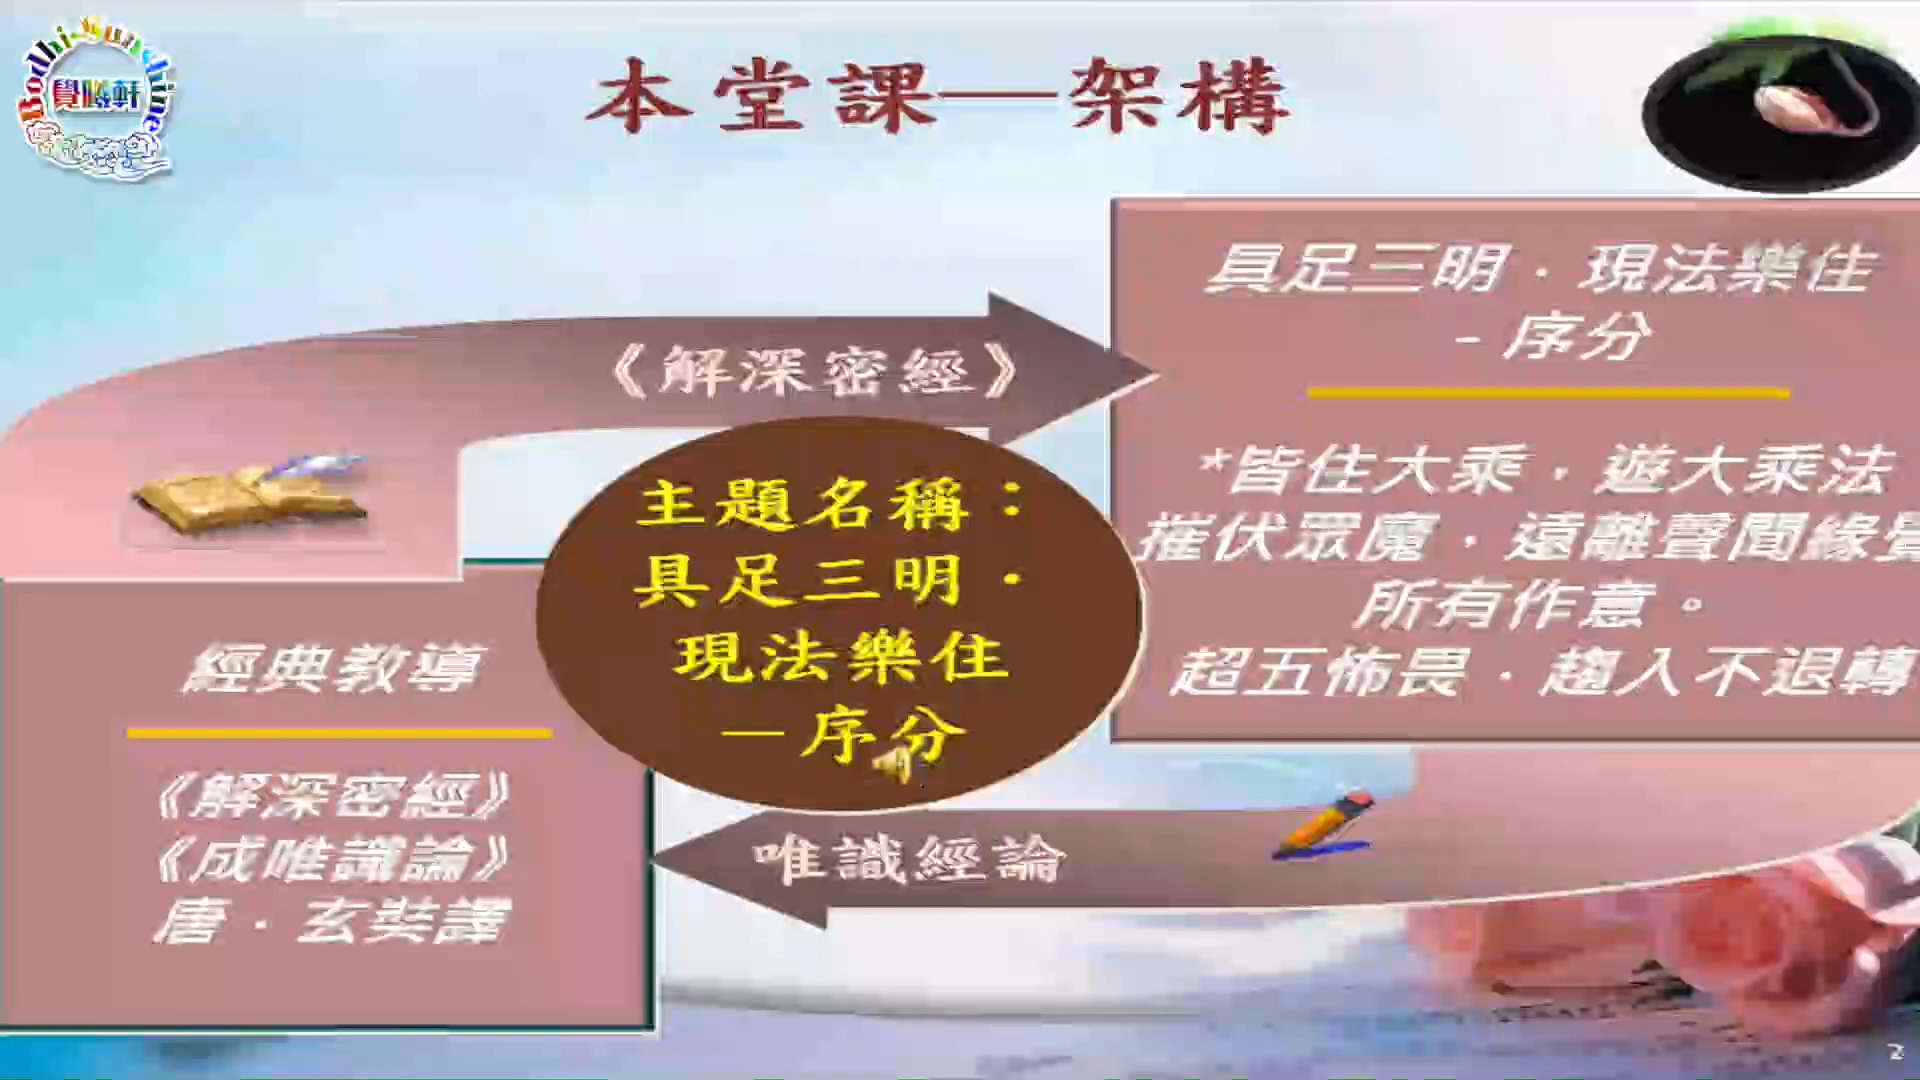 Bodhi-Sunshine
覺曦軒
本堂課—架構
具足三明．現法樂住
- 序分
《解深密經》
*皆住大乘．遊大乘法
摧伏眾魔．遠離聲聞緣覺
所有作意。
超五怖畏．趨入不退轉
主題名稱：
具足三明．
現法樂住
—序分
經典教導
《解深密經》
《成唯識論》
唐．玄奘譯
唯識經論
2